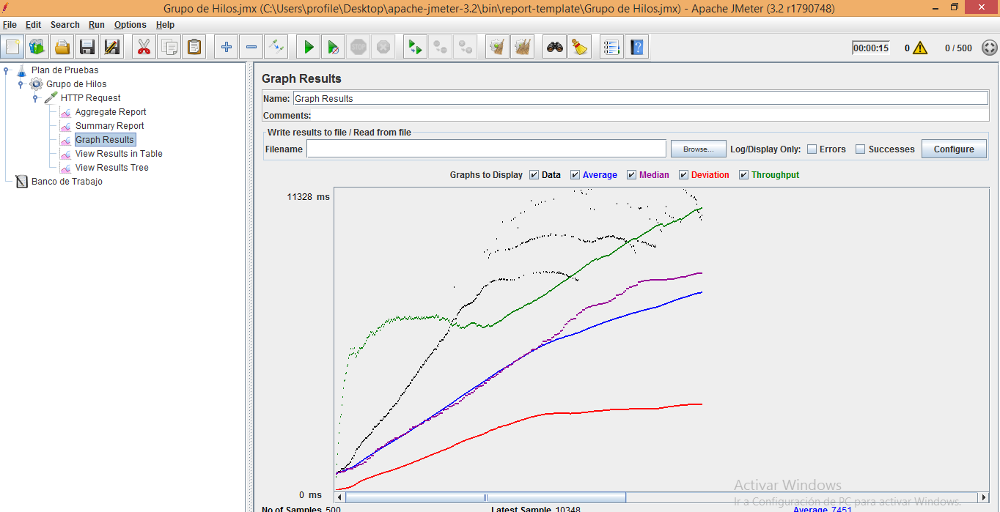 Grupo de Hilos.jmx (C:\Users\profile\Desktop\apache-jmeter-3.2\bin\report-template\Grupo de Hilos.jmx) - Apache JMeter (3.2 r1790748)
File Edit Search Run Options Help
STOP
00:00:15 0 0 / 500
Plan de Pruebas
Grupo de Hilos
HTTP Request
Aggregate Report
Summary Report
Graph Results
View Results in Table
View Results Tree
Banco de Trabajo
Graph Results
Name: Graph Results
Comments:
Write results to file / Read from file
Filename Browse... Log/Display Only: Errors Successes Configure
Graphs to Display Data Average Median Deviation Throughput
11328 ms
0 ms
Activar Windows
Ir a Configuración de PC para activar Windows.
No of Samples 500 Latest Sample 10348 Average 7451